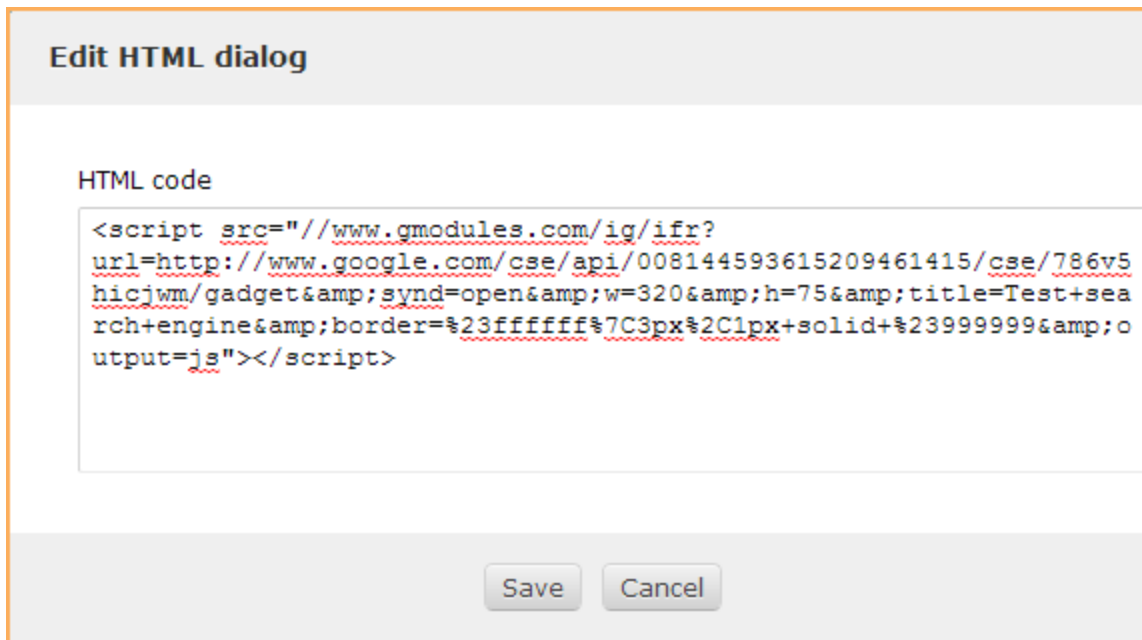 Edit HTML dialog
HTML code
<script src="//www.gmodules.com/ig/ifr?
url=http://www.google.com/cse/api/008144593615209461415/cse/786v5
hicjwm/gadget&amp;synd=open&amp;w=320&amp;h=75&amp;title=Test+sea
rch+engine&amp;border=%23ffffff%7C3px%2C1px+solid+%23999999&amp;o
utput=js"></script>
Save Cancel